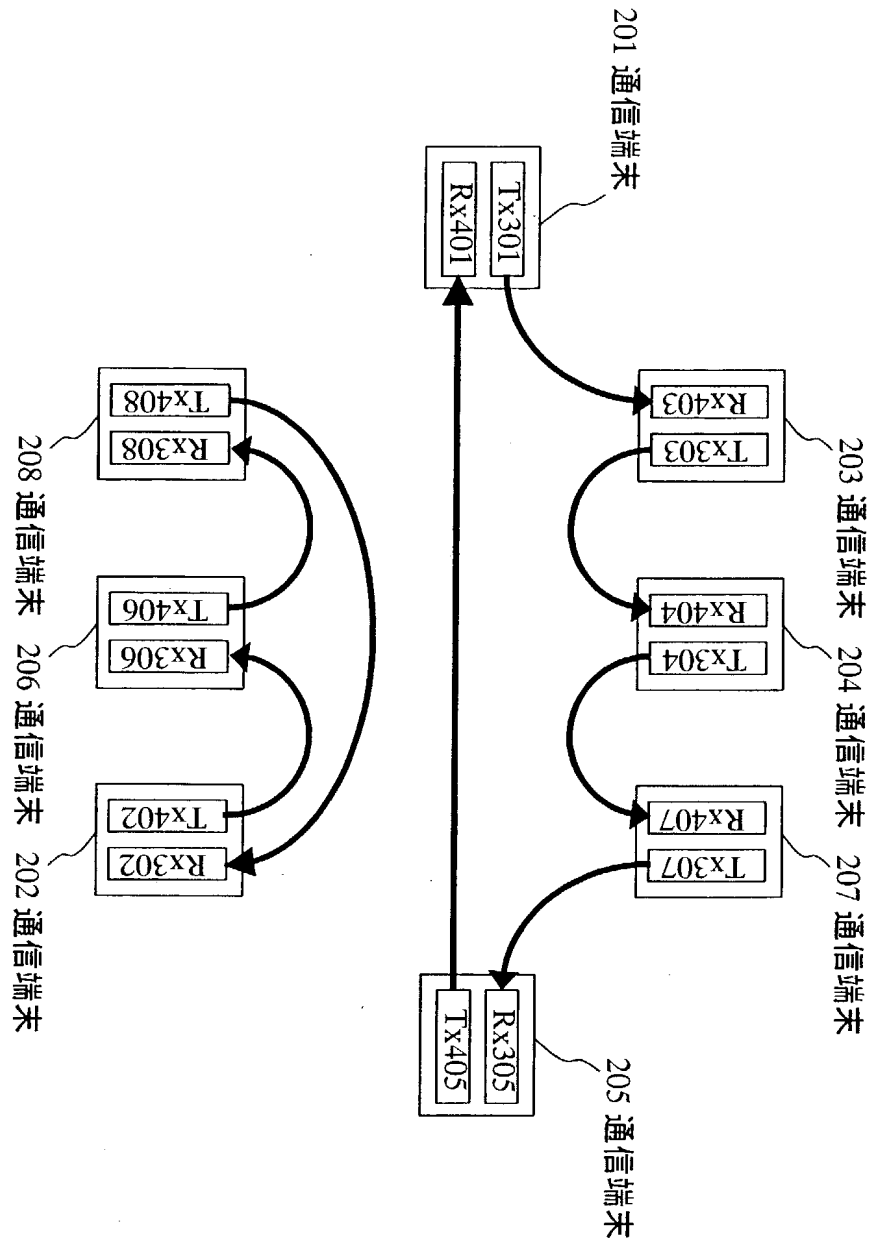 201 通信端末
Tx301
Rx401
203 通信端末
Rx403
Tx303
204 通信端末
Rx404
Tx304
207 通信端末
Rx407
Tx307
205 通信端末
Rx305
Tx405
208 通信端末
Tx408
Rx308
206 通信端末
Tx406
Rx306
202 通信端末
Tx402
Rx302